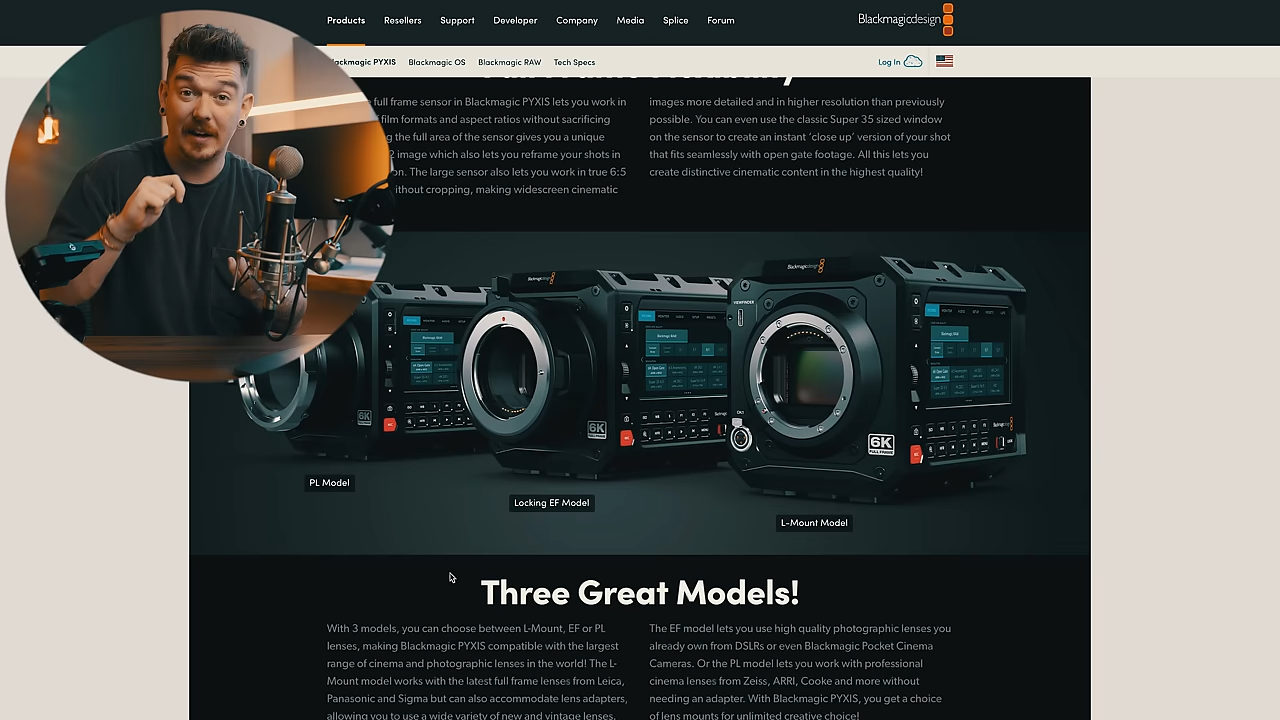 Products
Resellers
Support
Developer
Company
Media
Splice
Forum
Blackmagicdesign
PYXIS
Blackmagic OS
Blackmagic RAW
Tech Specs
Log In
full frame sensor in Blackmagic PYXIS lets you work in
film formats and aspect ratios without sacrificing
the full area of the sensor gives you a unique
image which also lets you reframe your shots in
The large sensor also lets you work in true 6:5
without cropping, making widescreen cinematic
images more detailed and in higher resolution than previously
possible. You can even use the classic Super 35 sized window
on the sensor to create an instant ‘close up’ version of your shot
that fits seamlessly with open gate footage. All this lets you
create distinctive cinematic content in the highest quality!
Blackmagicdesign
Blackmagicdesign
VIEWFINDER
6K
6K
FULL FRAME
6K
FULL FRAME
PL Model
Locking EF Model
L-Mount Model
Three Great Models!
With 3 models, you can choose between L-Mount, EF or PL
lenses, making Blackmagic PYXIS compatible with the largest
range of cinema and photographic lenses in the world! The L-
Mount model works with the latest full frame lenses from Leica,
Panasonic and Sigma but can also accommodate lens adapters,
allowing you to use a wide variety of new and vintage lenses.
The EF model lets you use high quality photographic lenses you
already own from DSLRs or even Blackmagic Pocket Cinema
Cameras. Or the PL model lets you work with professional
cinema lenses from Zeiss, ARRI, Cooke and more without
needing an adapter. With Blackmagic PYXIS, you get a choice
of lens mounts for unlimited creative choice!